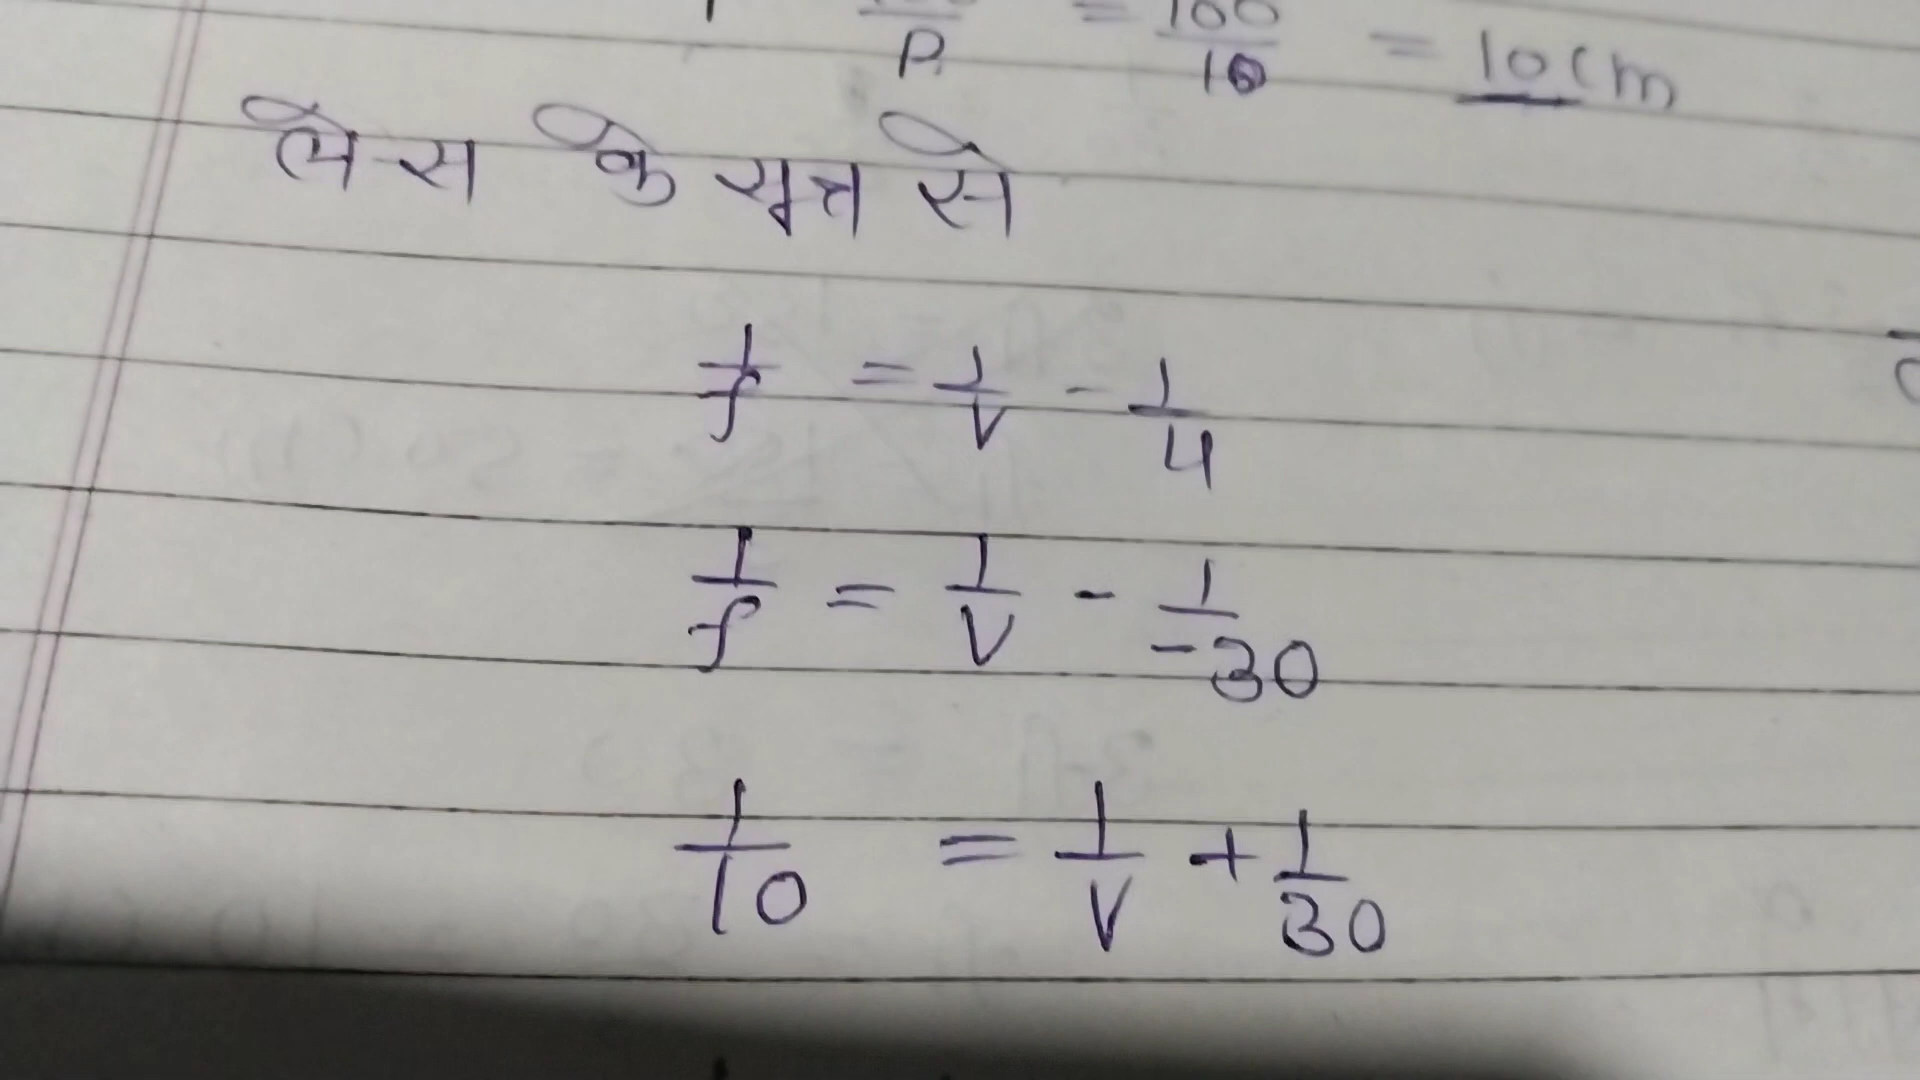 P = 100/10 = 10cm
लेन्स के सूत्र से
1/f = 1/v - 1/u
1/f = 1/v - 1/-30
1/10 = 1/v + 1/30